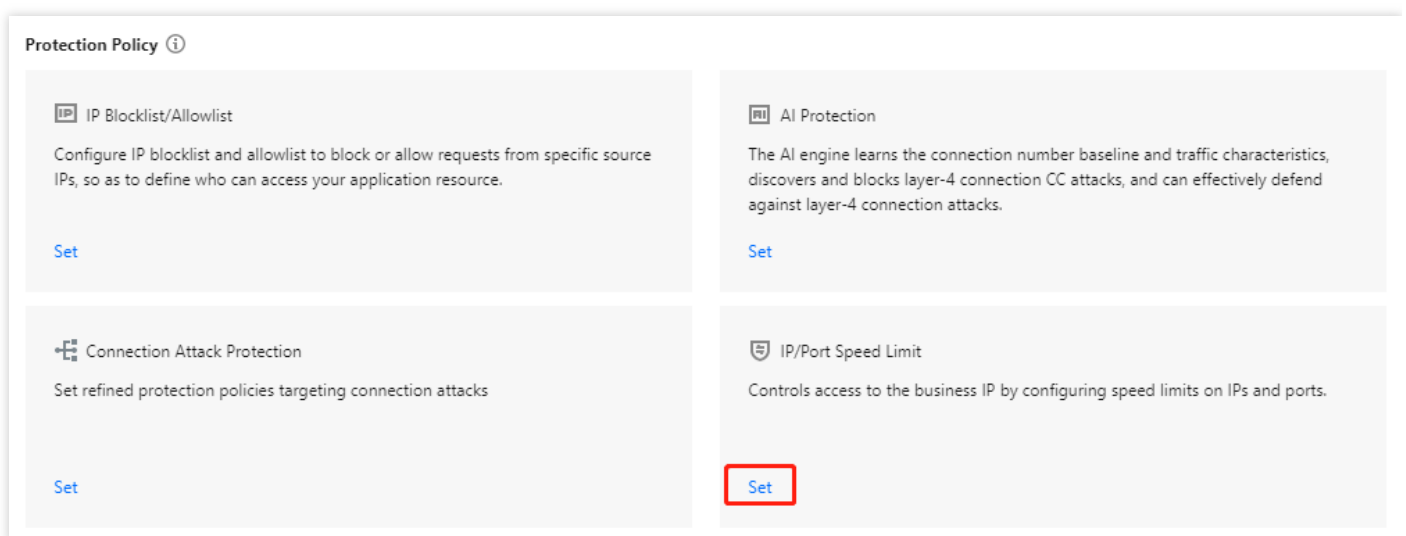 Protection Policy
IP Blocklist/Allowlist
Configure IP blocklist and allowlist to block or allow requests from specific source
IPs, so as to define who can access your application resource.
Set
AI Protection
The AI engine learns the connection number baseline and traffic characteristics,
discovers and blocks layer-4 connection CC attacks, and can effectively defend
against layer-4 connection attacks.
Set
Connection Attack Protection
Set refined protection policies targeting connection attacks
Set
IP/Port Speed Limit
Controls access to the business IP by configuring speed limits on IPs and ports.
Set